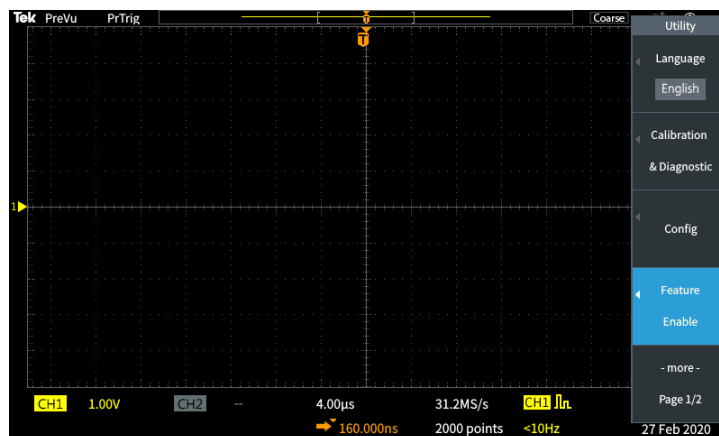 Tek PreVu PrTrig T Coarse
T
Utility
Language
English
Calibration
& Diagnostic
1
Config
Feature
Enable
- more -
Page 1/2
CH1 1.00V CH2 -- 4.00µs 31.2MS/s CH1
160.000ns 2000 points <10Hz 27 Feb 2020